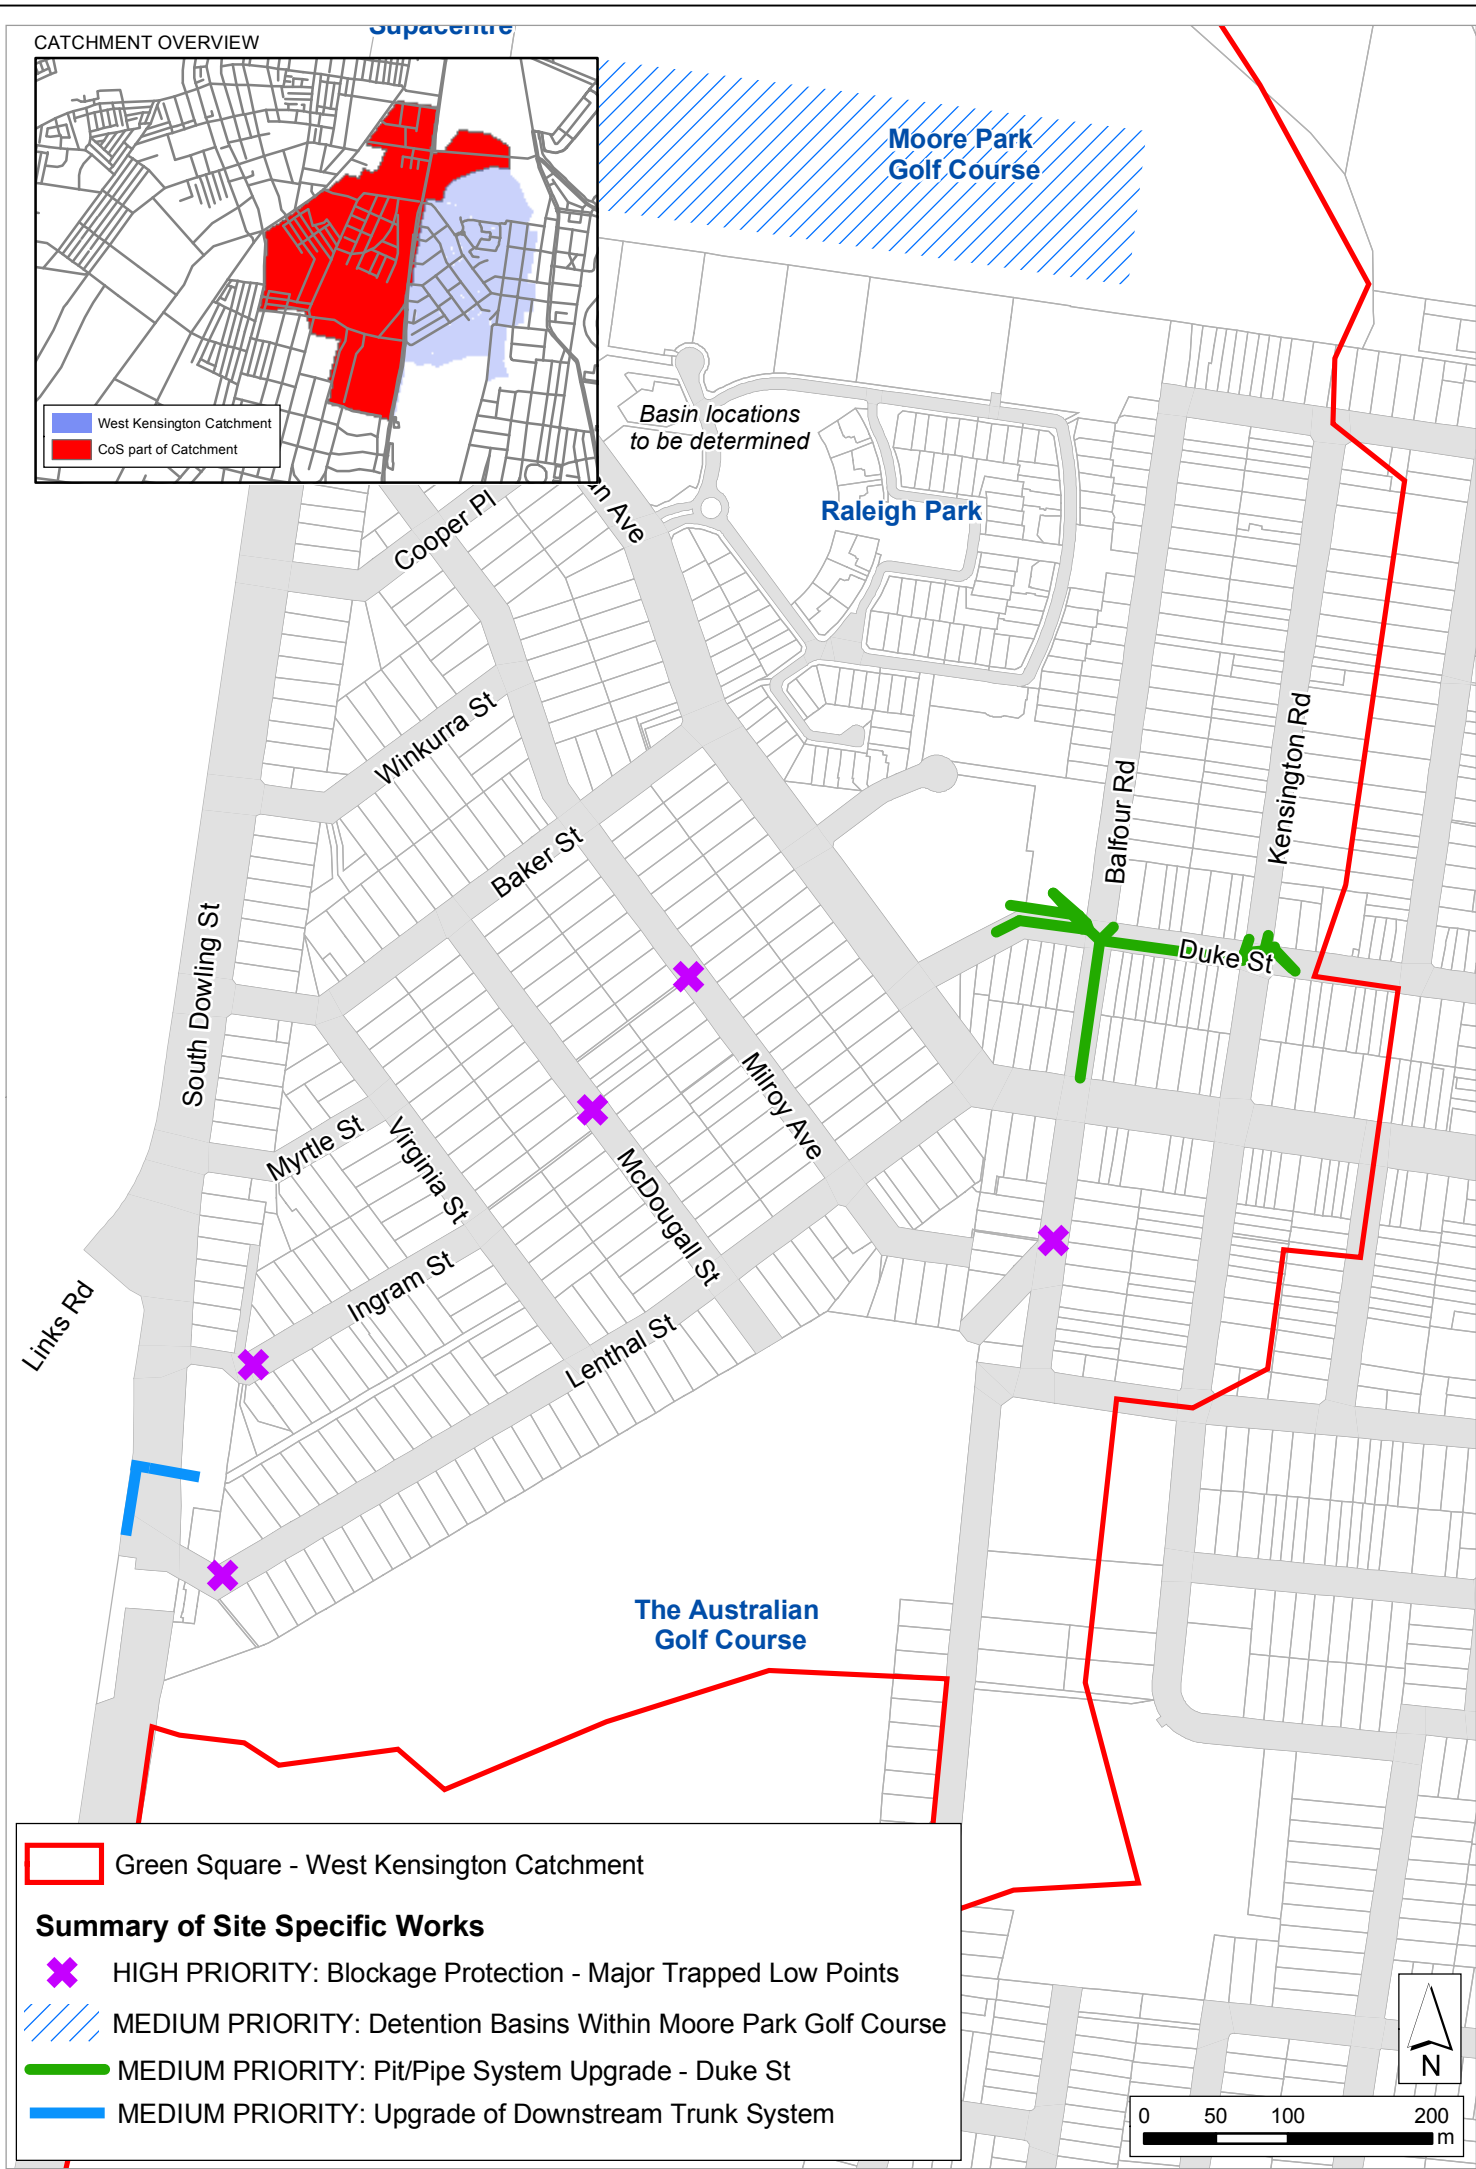 Supacentre
CATCHMENT OVERVIEW
West Kensington Catchment
CoS part of Catchment
Moore Park
Golf Course
Basin locations
to be determined
Raleigh Park
Cooper Pl
Ave
Winkurra St
Baker St
Balfour Rd
Kensington Rd
Duke St
South Dowling St
Milroy Ave
Myrtle St
Virginia St
McDougall St
Ingram St
Lenthal St
Links Rd
The Australian
Golf Course
Green Square - West Kensington Catchment
Summary of Site Specific Works
HIGH PRIORITY: Blockage Protection - Major Trapped Low Points
MEDIUM PRIORITY: Detention Basins Within Moore Park Golf Course
MEDIUM PRIORITY: Pit/Pipe System Upgrade - Duke St
MEDIUM PRIORITY: Upgrade of Downstream Trunk System
N
0 50 100 200
m